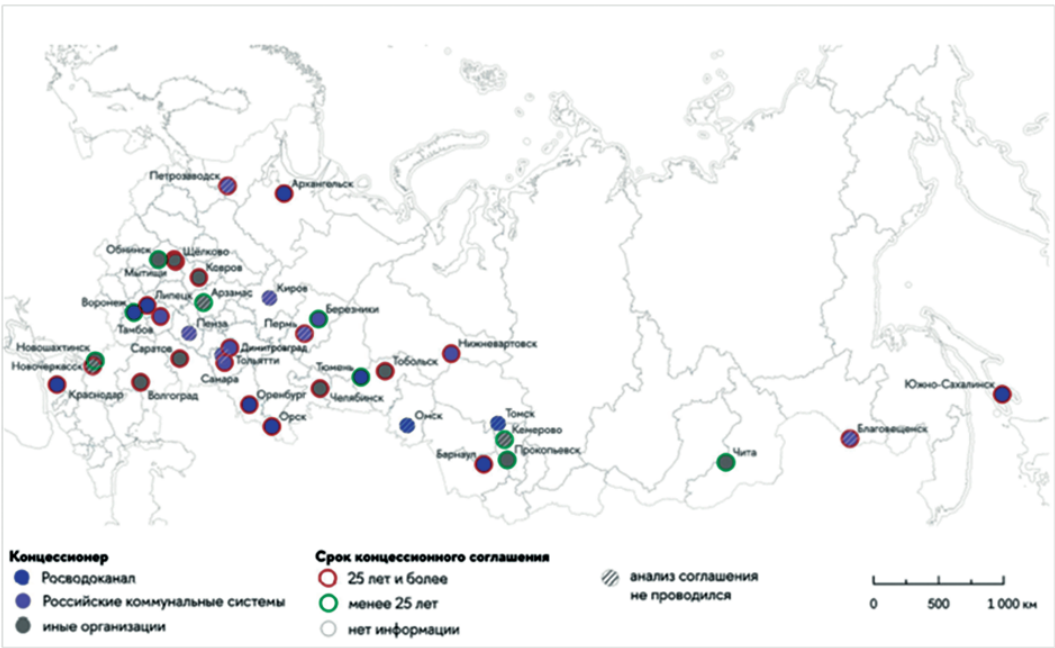 Петрозаводск
Архангельск
Обнинск
Щёлково
Мытищи
Ковров
Киров
Воронеж
Липецк
Арзамас
Березники
Тамбов
Пенза
Пермь
Новошахтинск
Саратов
Димитровград
Нижневартовск
Новочеркасск
Тольятти
Тюмень
Тобольск
Самара
Краснодар
Волгоград
Оренбург
Челябинск
Южно-Сахалинск
Орск
Омск
Томск
Кемерово
Благовещенск
Барнаул
Прокопьевск
Чита
Концессионер
Росводоканал
Российские коммунальные системы
иные организации
Срок концессионного соглашения
25 лет и более
менее 25 лет
нет информации
анализ соглашения
не проводился
0 500 1 000 км